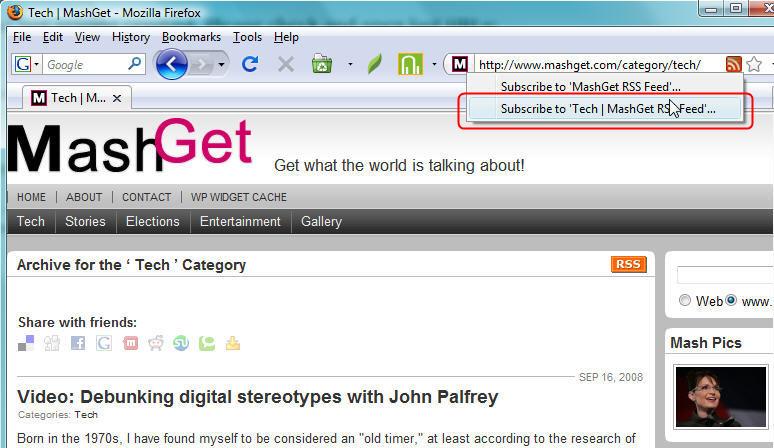 Tech | MashGet - Mozilla Firefox
File Edit View History Bookmarks Tools Help
G Google http://www.mashget.com/category/tech/
Subscribe to 'MashGet RSS Feed'...
Subscribe to 'Tech | MashGet RSS Feed'...
M Tech | M...
MashGet Get what the world is talking about!
HOME ABOUT CONTACT WP WIDGET CACHE
Tech Stories Elections Entertainment Gallery
Archive for the ‘ Tech ’ Category RSS
Web www.
Share with friends:
Mash Pics
SEP 16, 2008
Video: Debunking digital stereotypes with John Palfrey
Categories: Tech
Born in the 1970s, I have found myself to be considered an "old timer," at least according to the research of